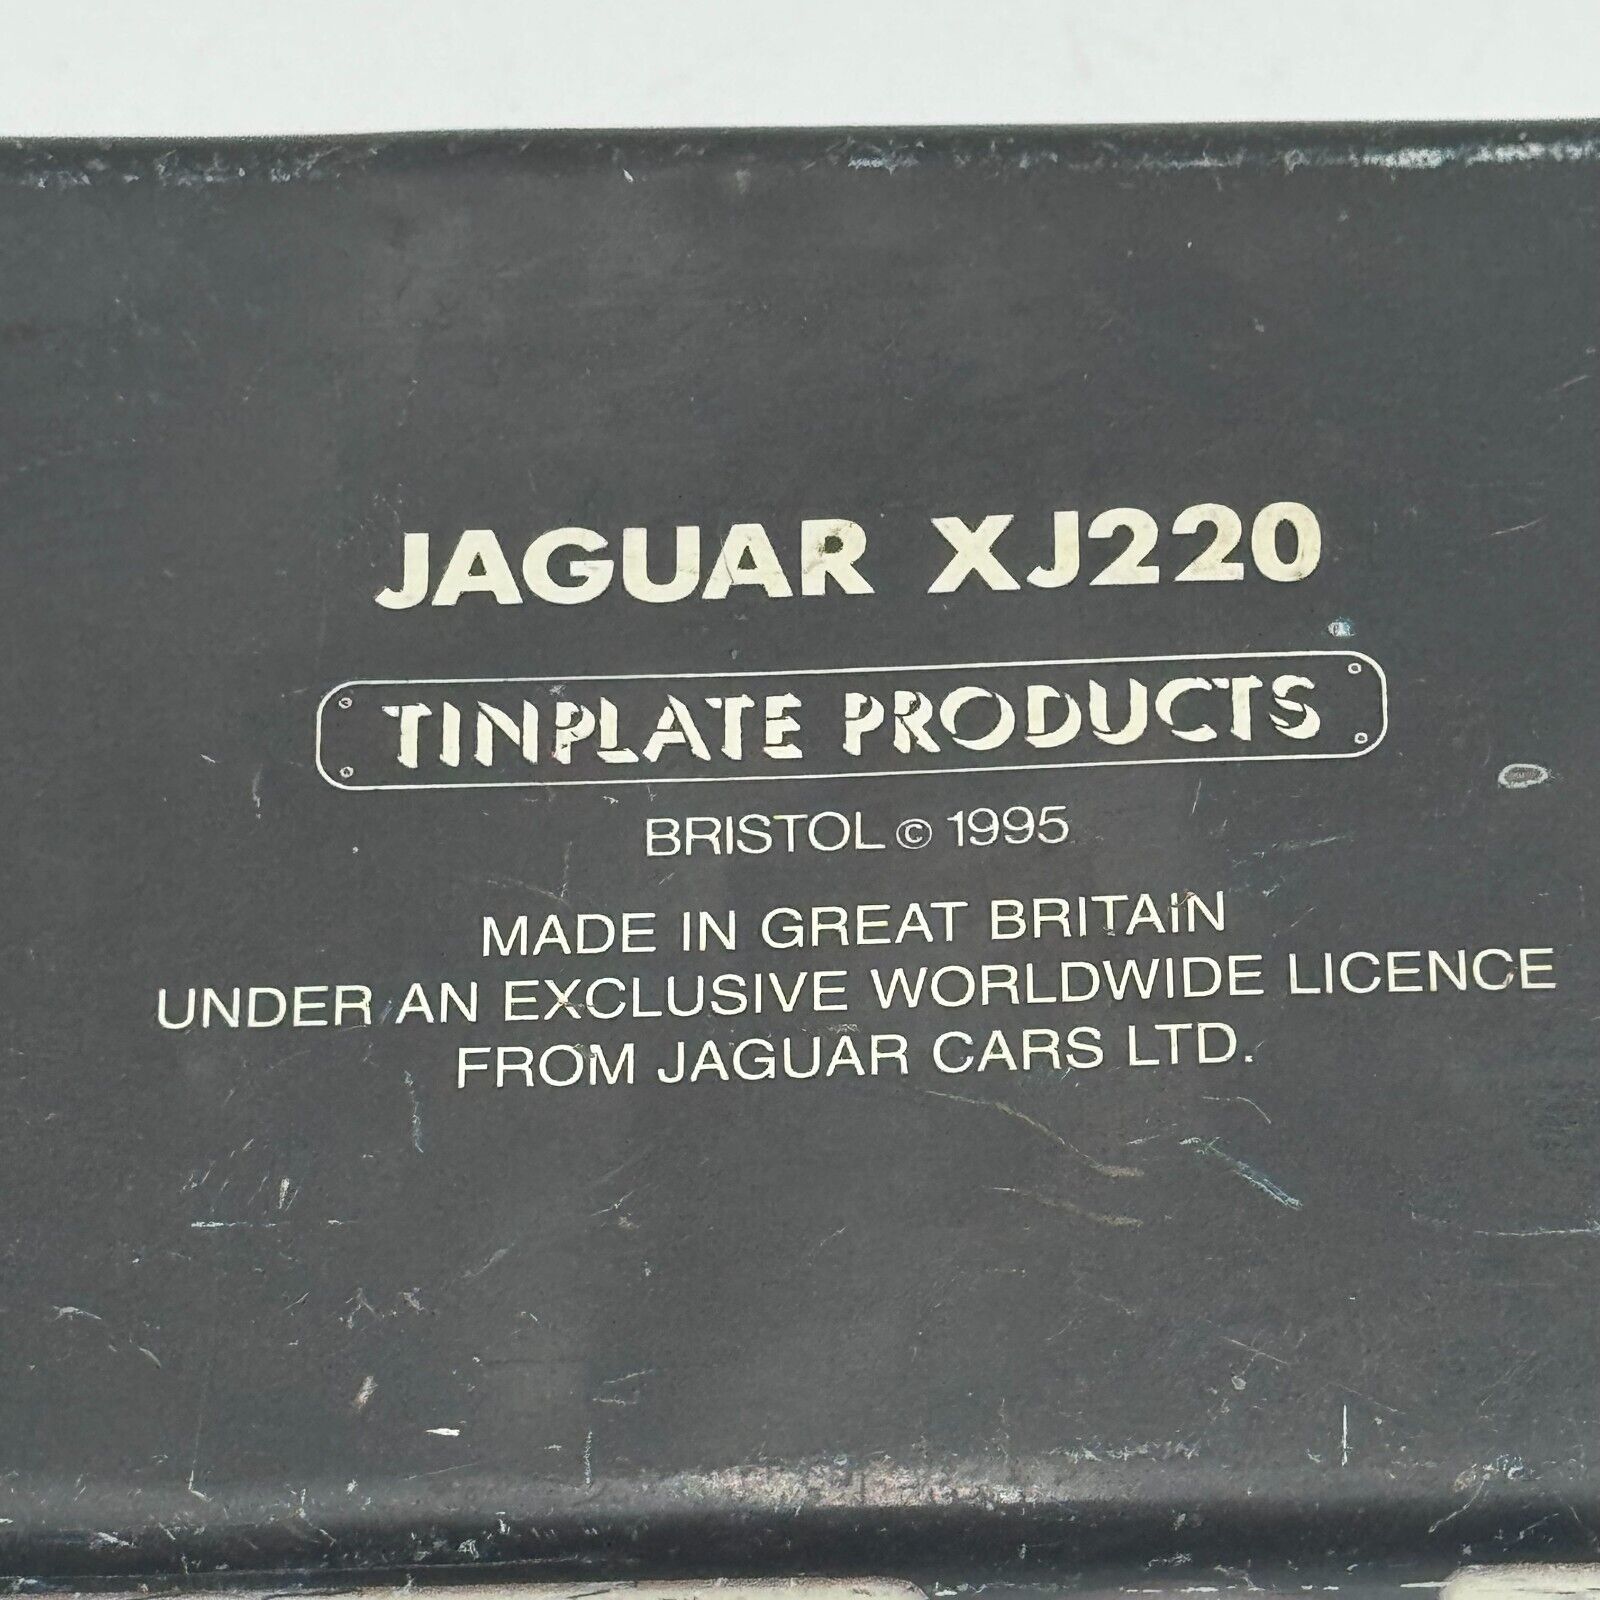 JAGUAR XJ220
TINPLATE PRODUCTS
BRISTOL © 1995
MADE IN GREAT BRITAIN
UNDER AN EXCLUSIVE WORLDWIDE LICENCE
FROM JAGUAR CARS LTD.